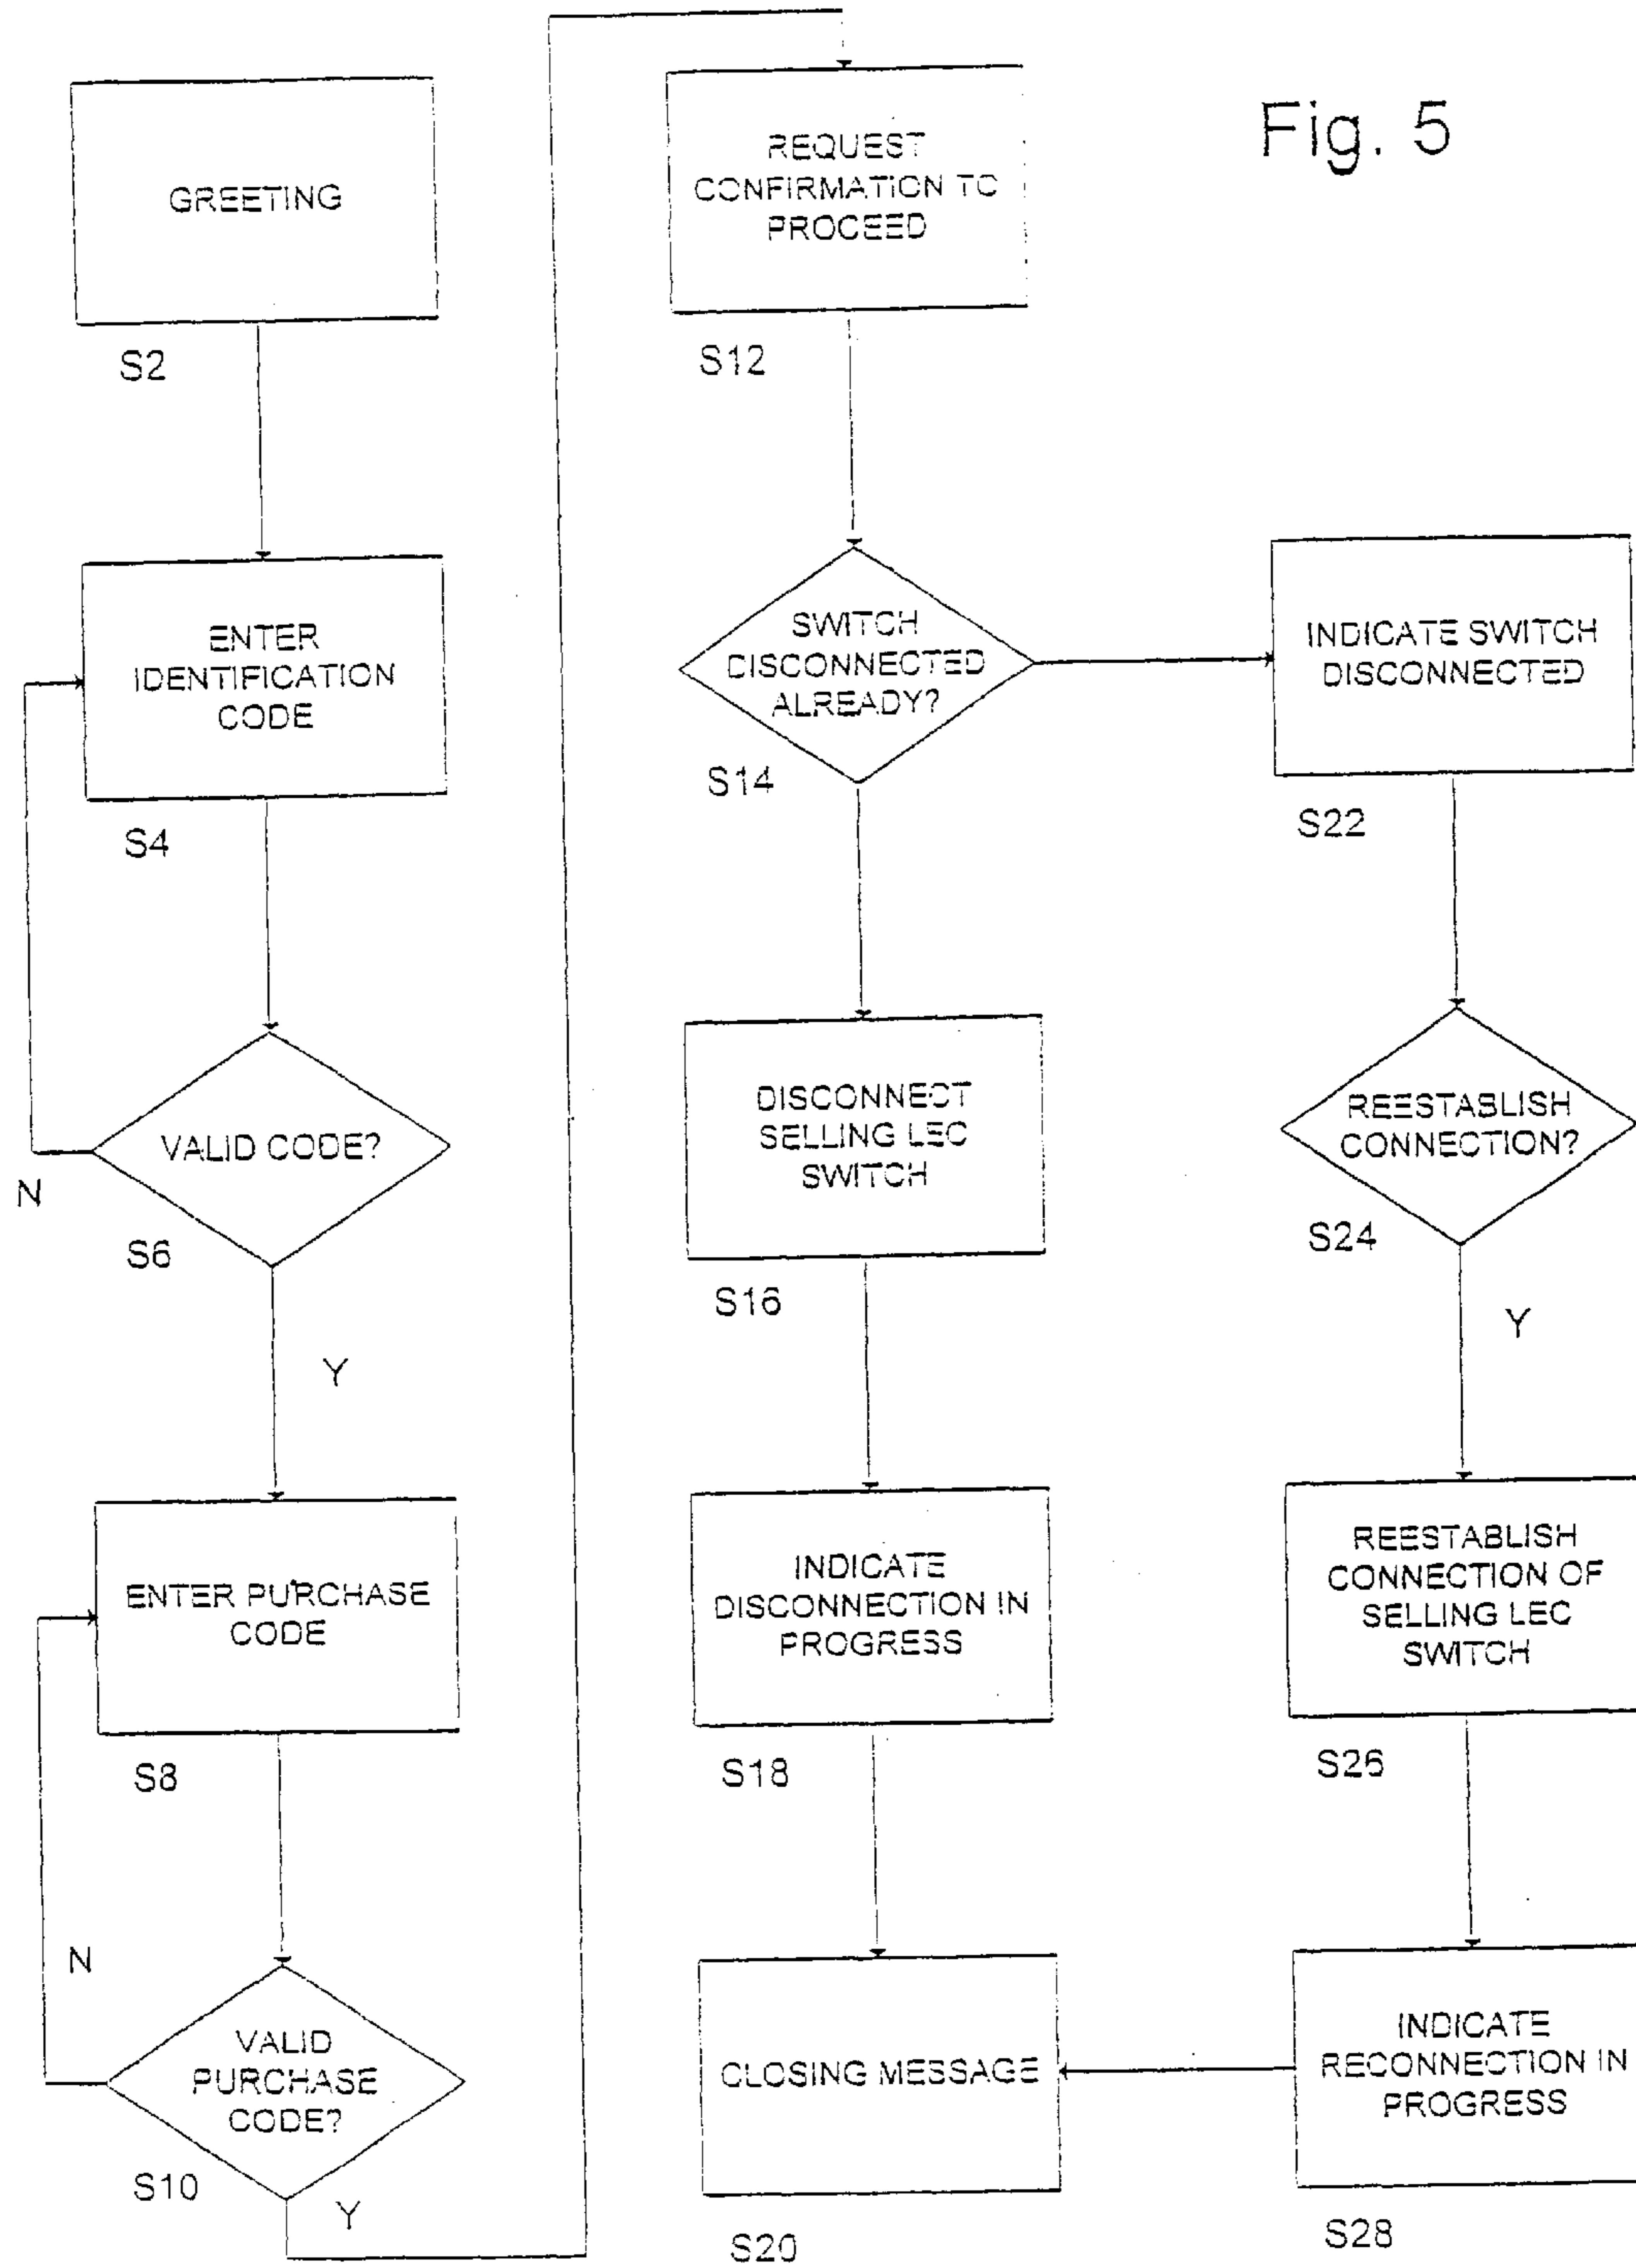 Fig. 5
GREETING
S2
ENTER
IDENTIFICATION
CODE
S4
VALID CODE?
N
S6
Y
ENTER PURCHASE
CODE
S8
N
VALID
PURCHASE
CODE?
S10
Y
REQUEST
CONFIRMATION TO
PROCEED
S12
SWITCH
DISCONNECTED
ALREADY?
S14
DISCONNECT
SELLING LEC
SWITCH
S16
INDICATE
DISCONNECTION IN
PROGRESS
S18
CLOSING MESSAGE
S20
INDICATE SWITCH
DISCONNECTED
S22
REESTABLISH
CONNECTION?
S24
Y
REESTABLISH
CONNECTION OF
SELLING LEC
SWITCH
S26
INDICATE
RECONNECTION IN
PROGRESS
S28